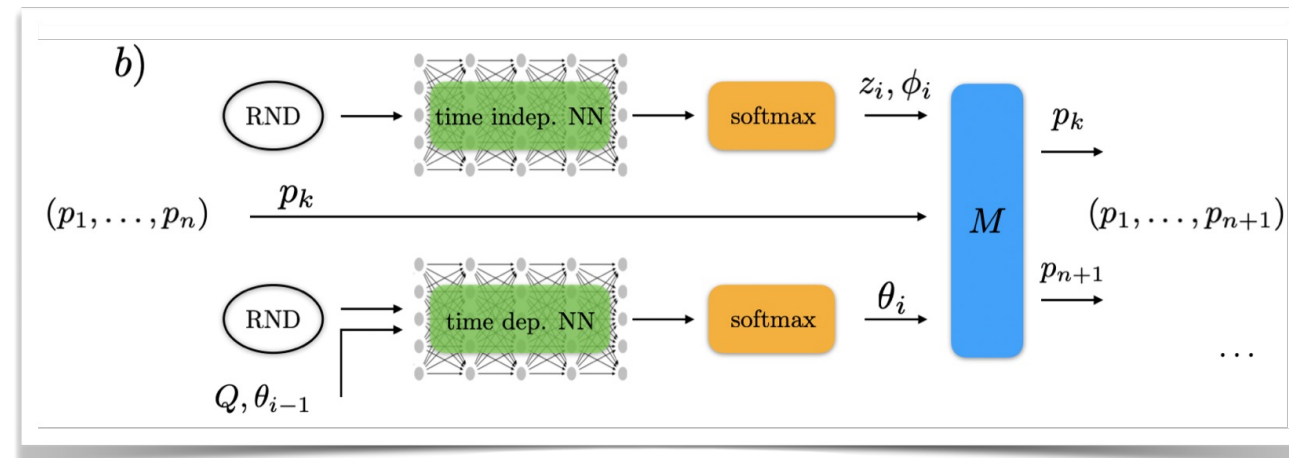 b)
RND
time indep. NN
softmax
z_i, ϕ_i
p_k
(p_1, . . . , p_n)
p_k
M
(p_1, . . . , p_{n+1})
RND
time dep. NN
softmax
θ_i
p_{n+1}
Q, θ_{i−1}
. . .